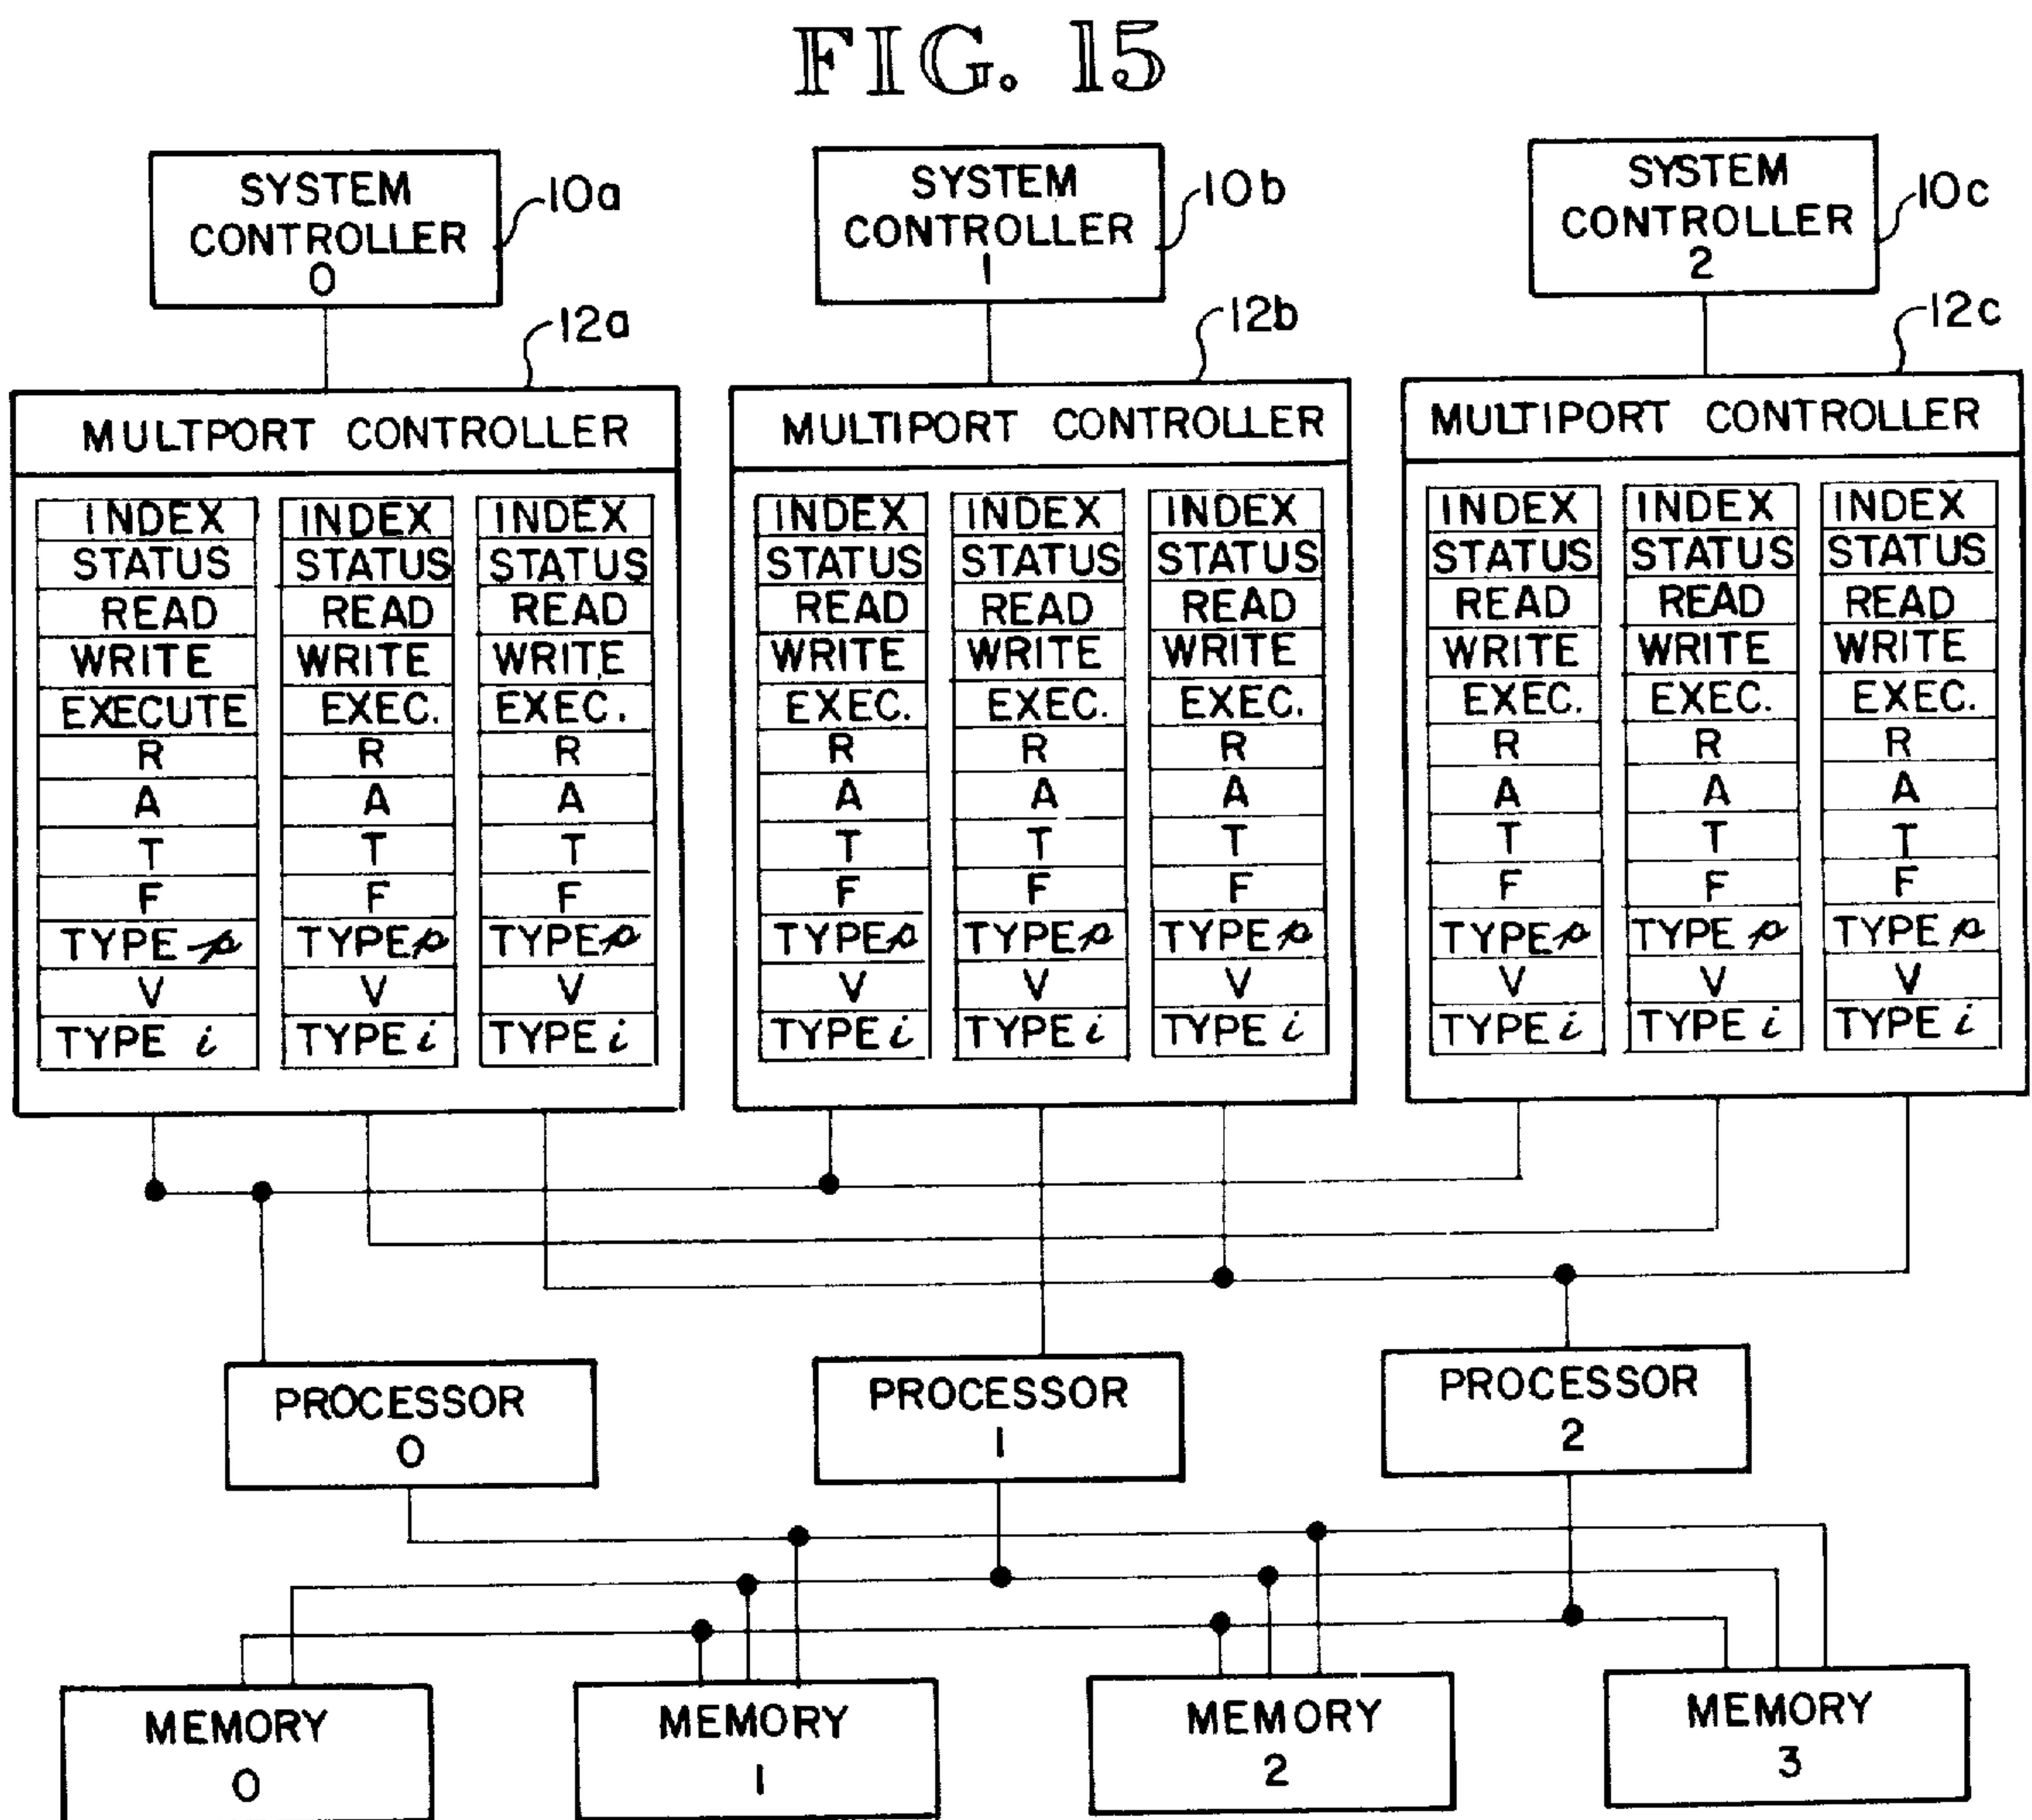 FIG. 15
SYSTEM
CONTROLLER
0
10a
SYSTEM
CONTROLLER
1
10b
SYSTEM
CONTROLLER
2
10c
12a
12b
12c
MULTPORT CONTROLLER
INDEX INDEX INDEX
STATUS STATUS STATUS
READ READ READ
WRITE WRITE WRITE
EXECUTE EXEC. EXEC.
R R R
A A A
T T T
F F F
TYPE p TYPE p TYPE p
V V V
TYPE i TYPE i TYPE i
MULTIPORT CONTROLLER
INDEX INDEX INDEX
STATUS STATUS STATUS
READ READ READ
WRITE WRITE WRITE
EXEC. EXEC. EXEC.
R R R
A A A
T T T
F F F
TYPE p TYPE p TYPE p
V V V
TYPE i TYPE i TYPE i
MULTIPORT CONTROLLER
INDEX INDEX INDEX
STATUS STATUS STATUS
READ READ READ
WRITE WRITE WRITE
EXEC. EXEC. EXEC.
R R R
A A A
T T T
F F F
TYPE p TYPE p TYPE p
V V V
TYPE i TYPE i TYPE i
PROCESSOR
0
PROCESSOR
1
PROCESSOR
2
MEMORY
0
MEMORY
1
MEMORY
2
MEMORY
3